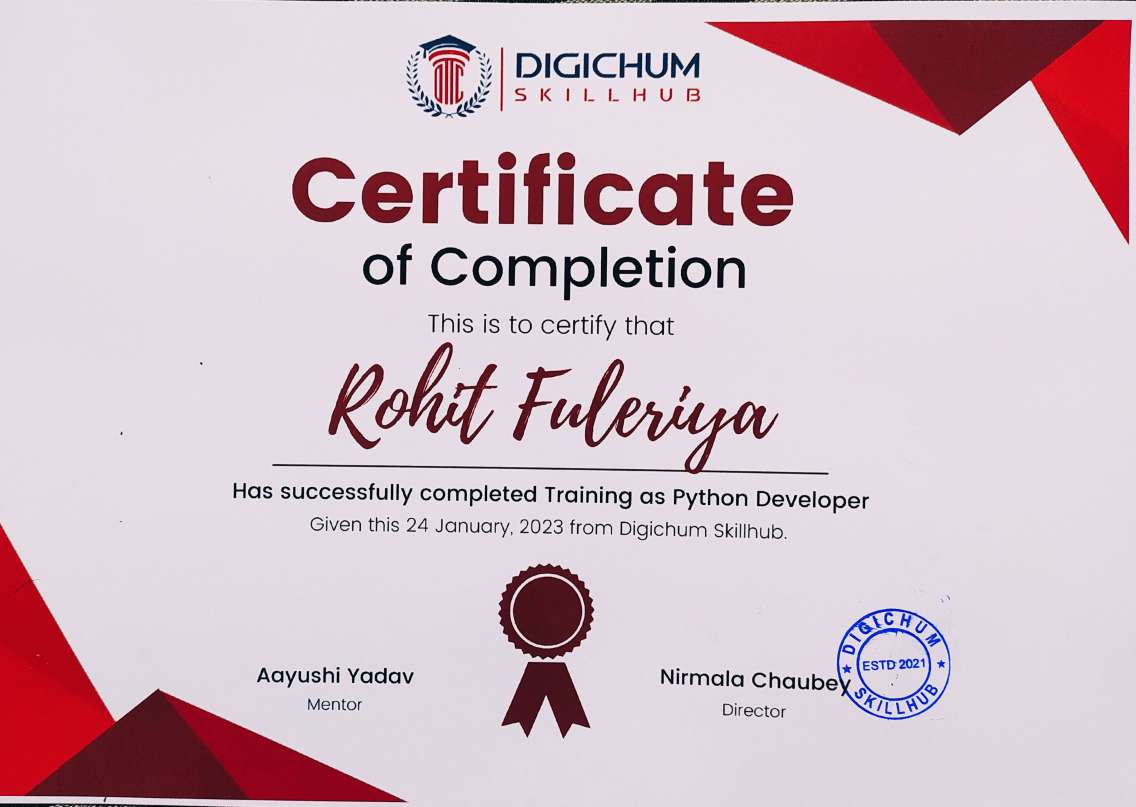 DIGICHUM
SKILLHUB
Certificate
of Completion
This is to certify that
Rohit Fuleriya
Has successfully completed Training as Python Developer
Given this 24 January, 2023 from Digichum Skillhub.
Aayushi Yadav
Mentor
Nirmala Chaubey
Director
DIGICHUM
ESTD 2021
SKILLHUB